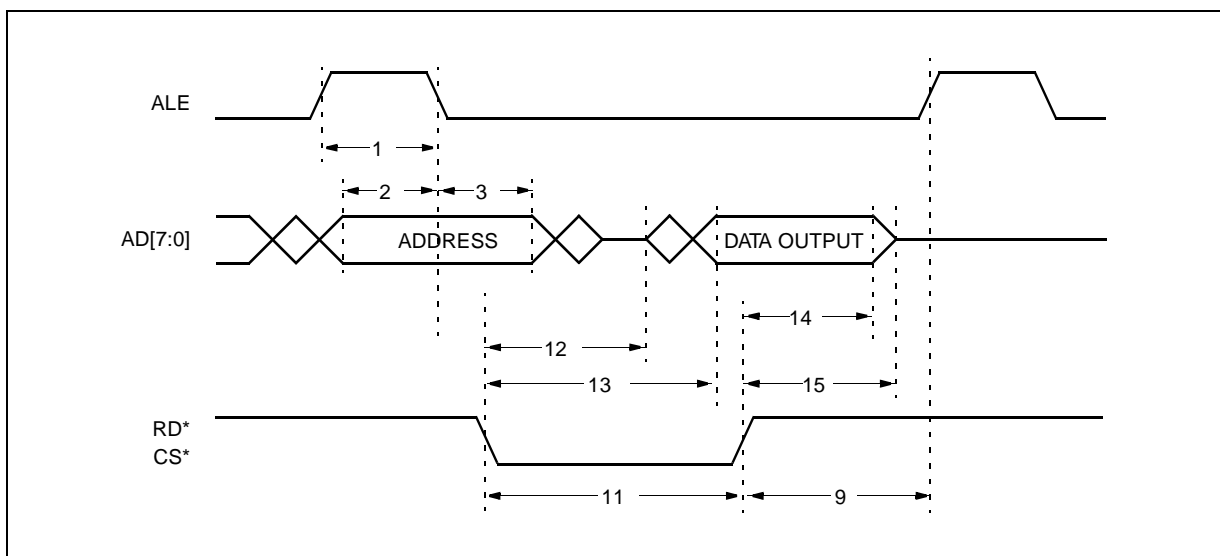 ALE
1
2
3
AD[7:0]
ADDRESS
DATA OUTPUT
14
12
13
15
RD*
CS*
11
9